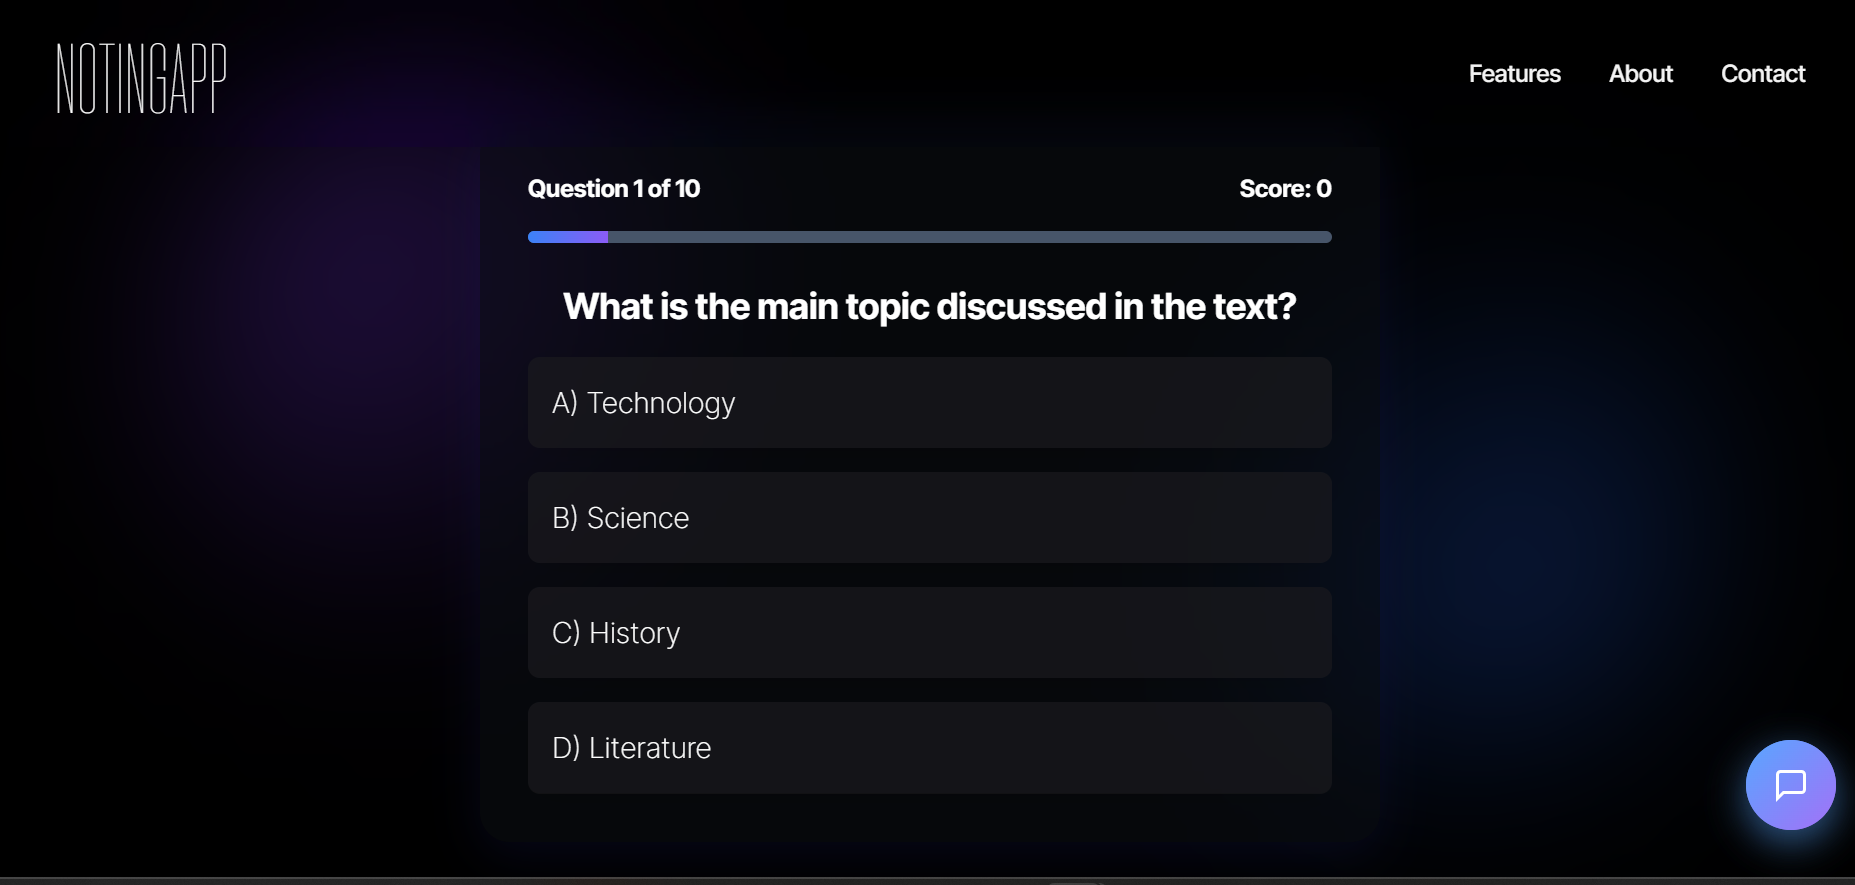 NOTINGAPP
Features About Contact
Question 1 of 10 Score: 0
What is the main topic discussed in the text?
A) Technology
B) Science
C) History
D) Literature